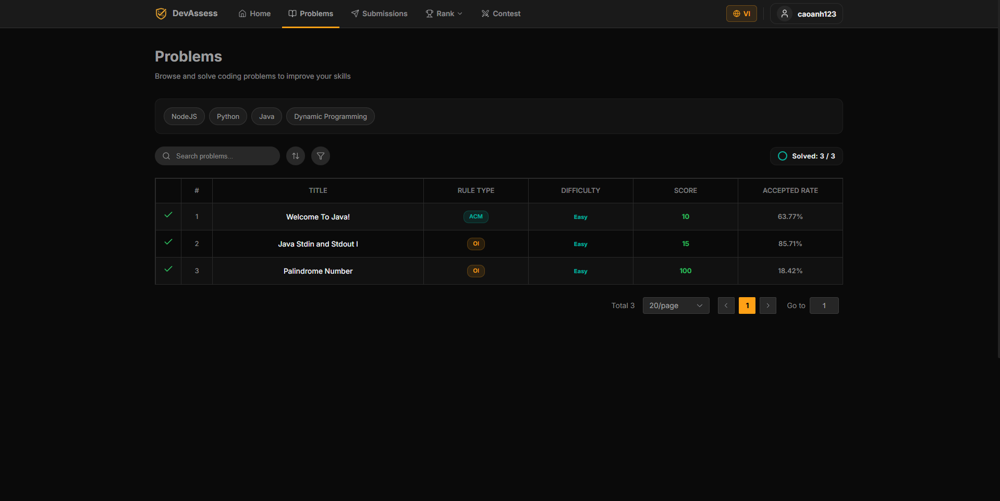 DevAssess Home Problems Submissions Rank Contest VI caoanh123
Problems
Browse and solve coding problems to improve your skills
NodeJS Python Java Dynamic Programming
Search problems... Solved: 3 / 3
# TITLE RULE TYPE DIFFICULTY SCORE ACCEPTED RATE
1 Welcome To Java! ACM Easy 10 63.77%
2 Java Stdin and Stdout I OI Easy 15 85.71%
3 Palindrome Number OI Easy 100 18.42%
Total 3 20/page 1 Go to 1